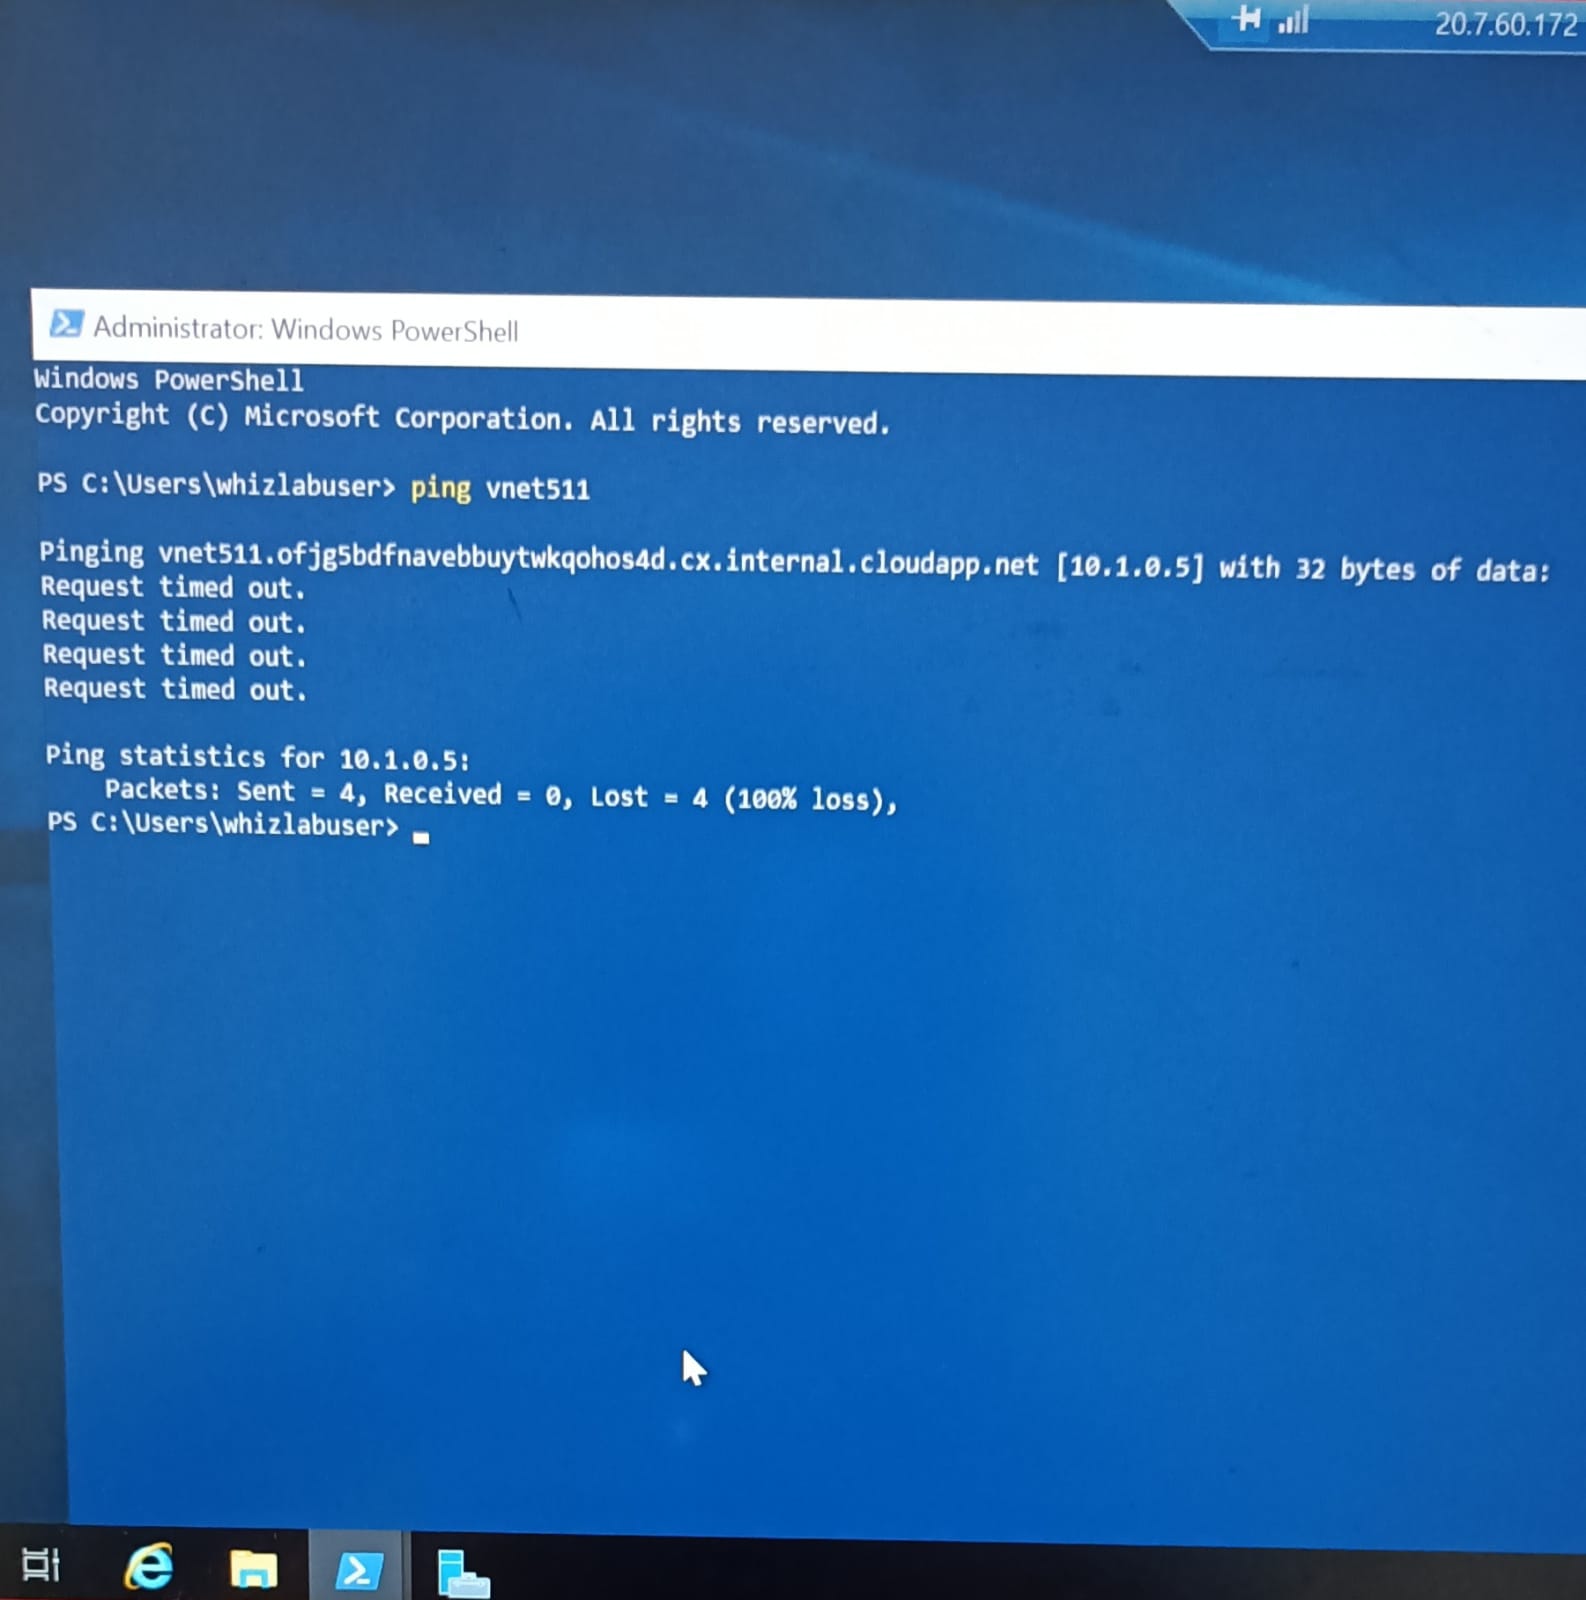 20.7.60.172
Administrator: Windows PowerShell
Windows PowerShell
Copyright (C) Microsoft Corporation. All rights reserved.
PS C:\Users\whizlabuser> ping vnet511
Pinging vnet511.ofjg5bdfnavebbuytwkqohos4d.cx.internal.cloudapp.net [10.1.0.5] with 32 bytes of data:
Request timed out.
Request timed out.
Request timed out.
Request timed out.
Ping statistics for 10.1.0.5:
Packets: Sent = 4, Received = 0, Lost = 4 (100% loss),
PS C:\Users\whizlabuser>